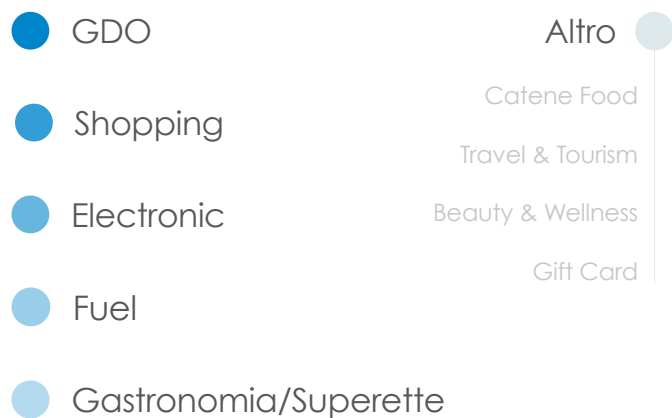 GDO
Shopping
Electronic
Fuel
Gastronomia/Superette
Altro
Catene Food
Travel & Tourism
Beauty & Wellness
Gift Card